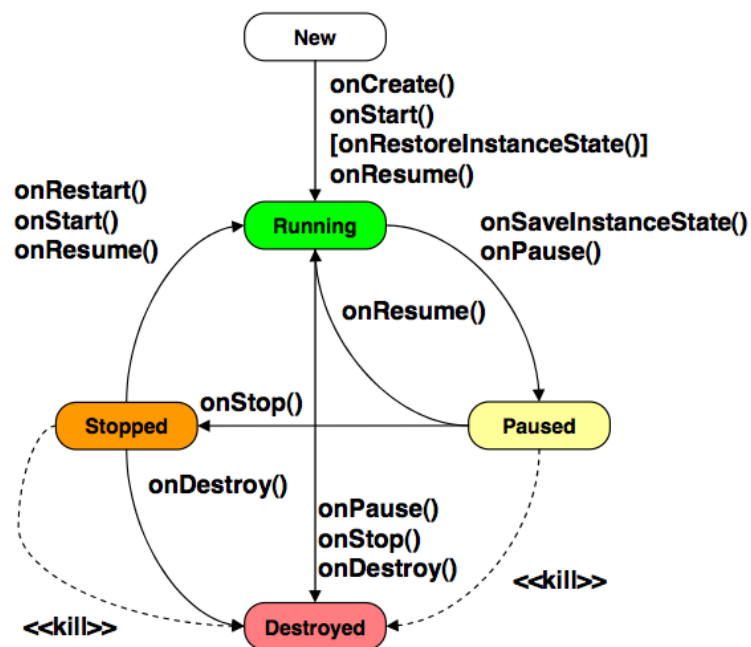 New
onCreate()
onStart()
[onRestoreInstanceState()]
onResume()
onRestart()
onStart()
onResume()
Running
onSaveInstanceState()
onPause()
onResume()
onStop()
Stopped
Paused
onDestroy()
onPause()
onStop()
onDestroy()
<<kill>>
<<kill>>
Destroyed